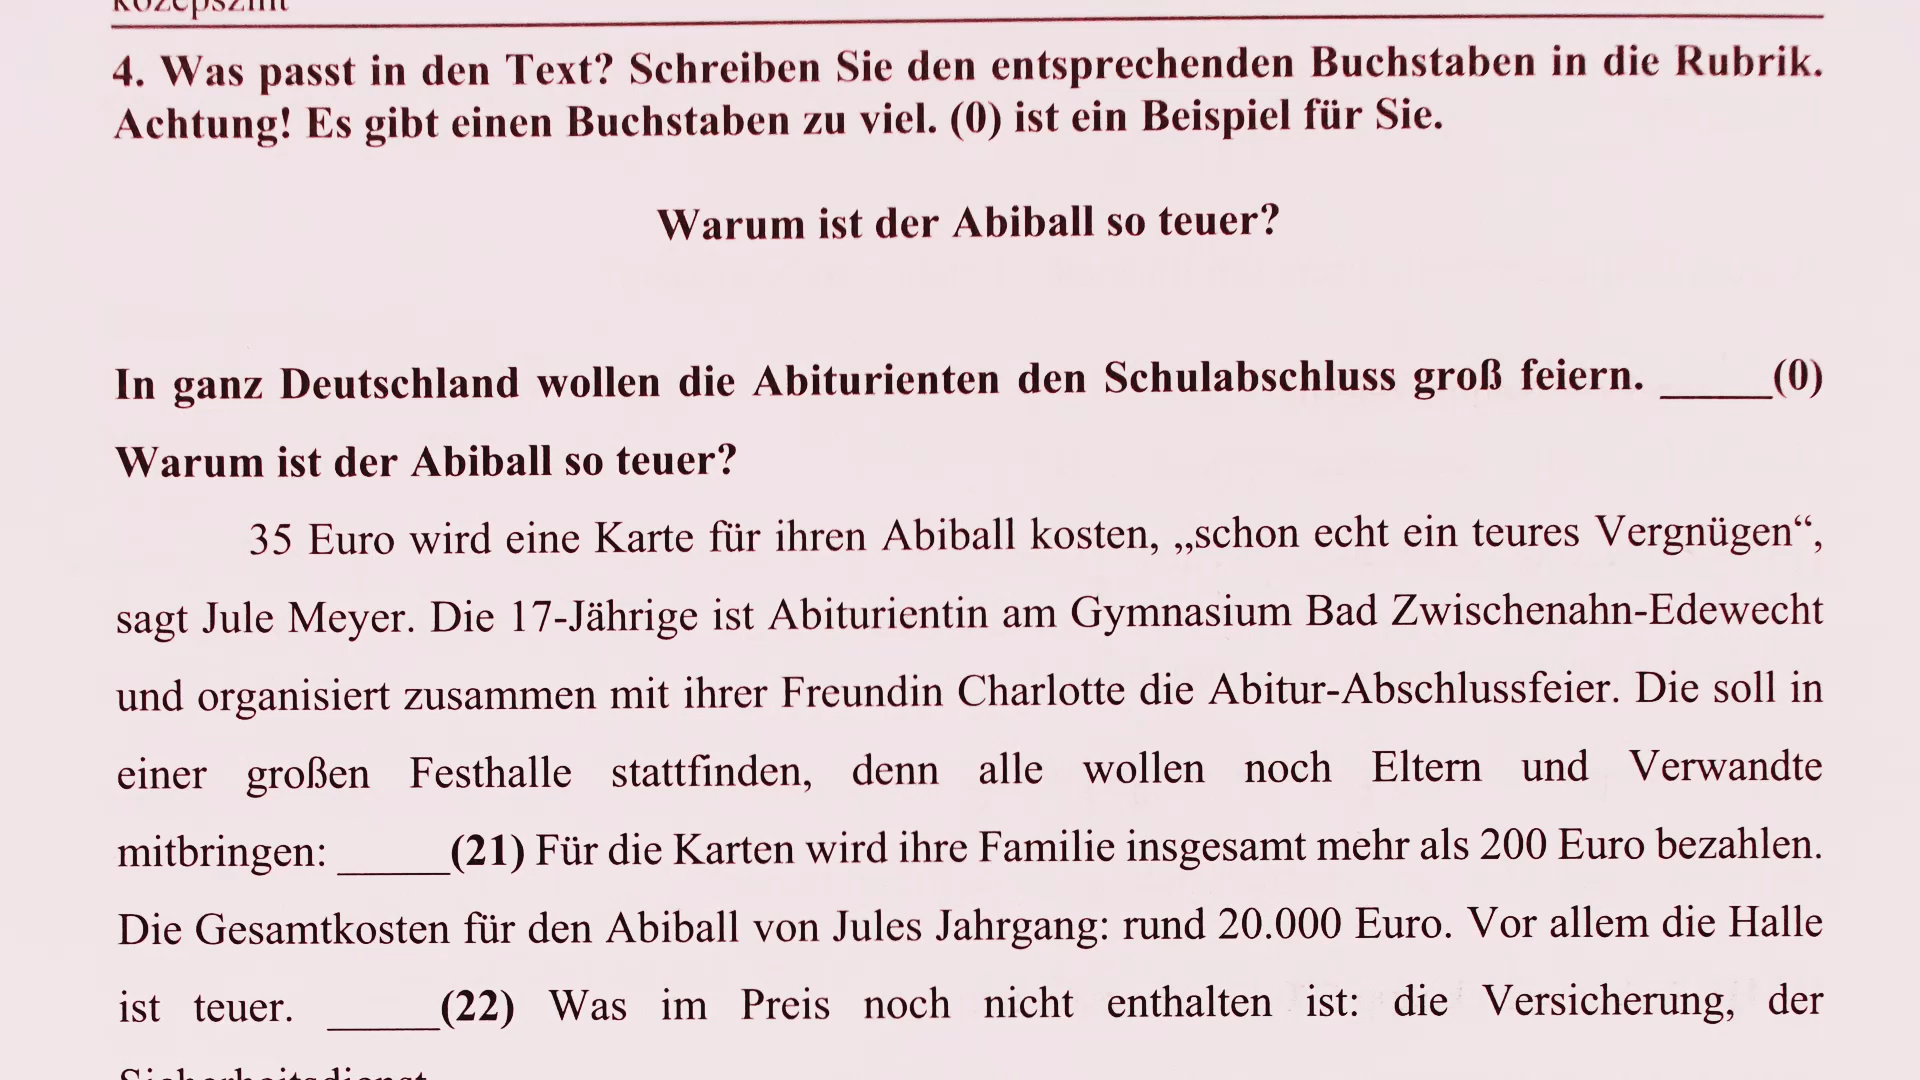 középszint
4. Was passt in den Text? Schreiben Sie den entsprechenden Buchstaben in die Rubrik.
Achtung! Es gibt einen Buchstaben zu viel. (0) ist ein Beispiel für Sie.
Warum ist der Abiball so teuer?
In ganz Deutschland wollen die Abiturienten den Schulabschluss groß feiern. _____(0)
Warum ist der Abiball so teuer?
35 Euro wird eine Karte für ihren Abiball kosten, „schon echt ein teures Vergnügen“,
sagt Jule Meyer. Die 17-Jährige ist Abiturientin am Gymnasium Bad Zwischenahn-Edewecht
und organisiert zusammen mit ihrer Freundin Charlotte die Abitur-Abschlussfeier. Die soll in
einer großen Festhalle stattfinden, denn alle wollen noch Eltern und Verwandte
mitbringen: _____(21) Für die Karten wird ihre Familie insgesamt mehr als 200 Euro bezahlen.
Die Gesamtkosten für den Abiball von Jules Jahrgang: rund 20.000 Euro. Vor allem die Halle
ist teuer. _____(22) Was im Preis noch nicht enthalten ist: die Versicherung, der
Sicherheitsdienst